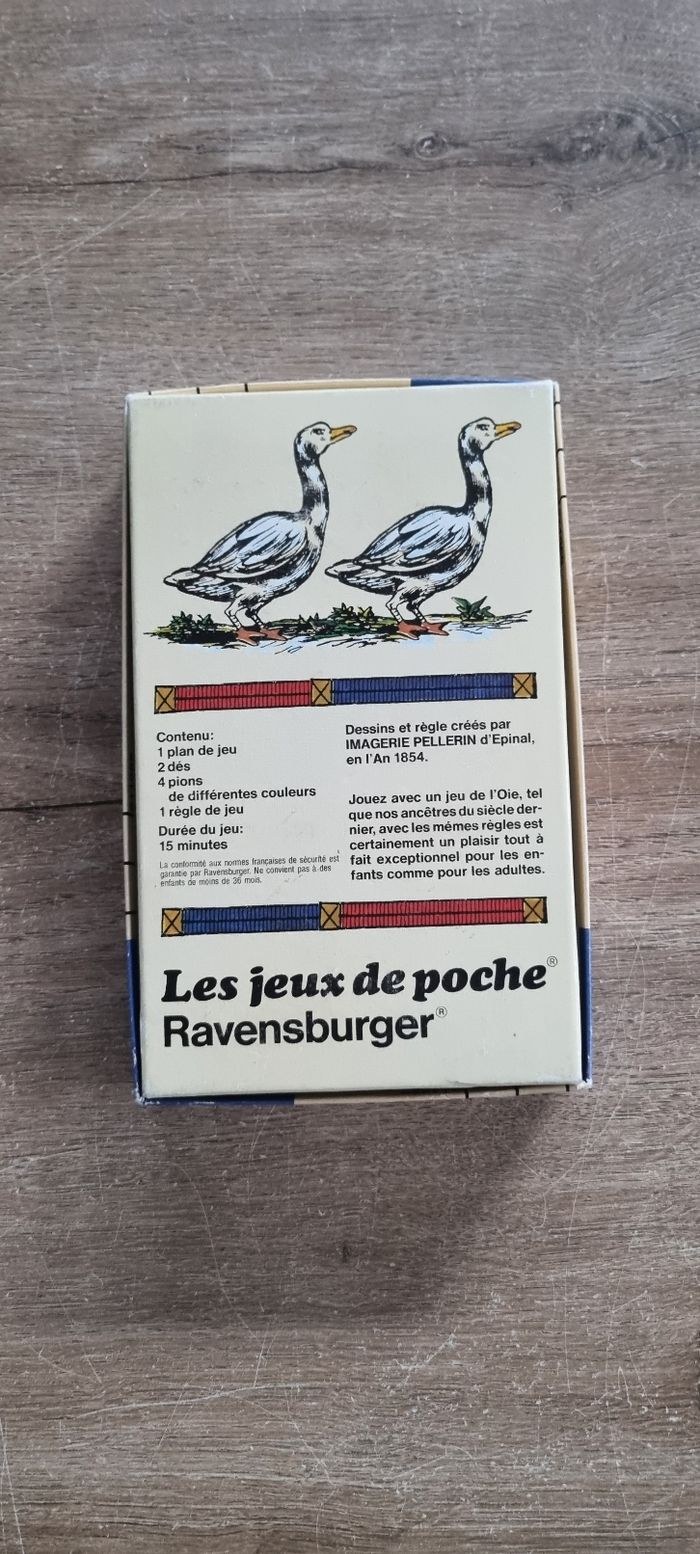 Contenu:
1 plan de jeu
2 dés
4 pions
de différentes couleurs
1 règle de jeu
Durée du jeu:
15 minutes
La conformité aux normes françaises de sécurité est
garantie par Ravensburger. Ne convient pas à des
enfants de moins de 36 mois.
Dessins et règle créés par
IMAGERIE PELLERIN d'Epinal,
en l'An 1854.
Jouez avec un jeu de l'Oie, tel
que nos ancêtres du siècle der-
nier, avec les mémes règles est
certainement un plaisir tout à
fait exceptionnel pour les en-
fants comme pour les adultes.
Les jeux de poche®
Ravensburger®